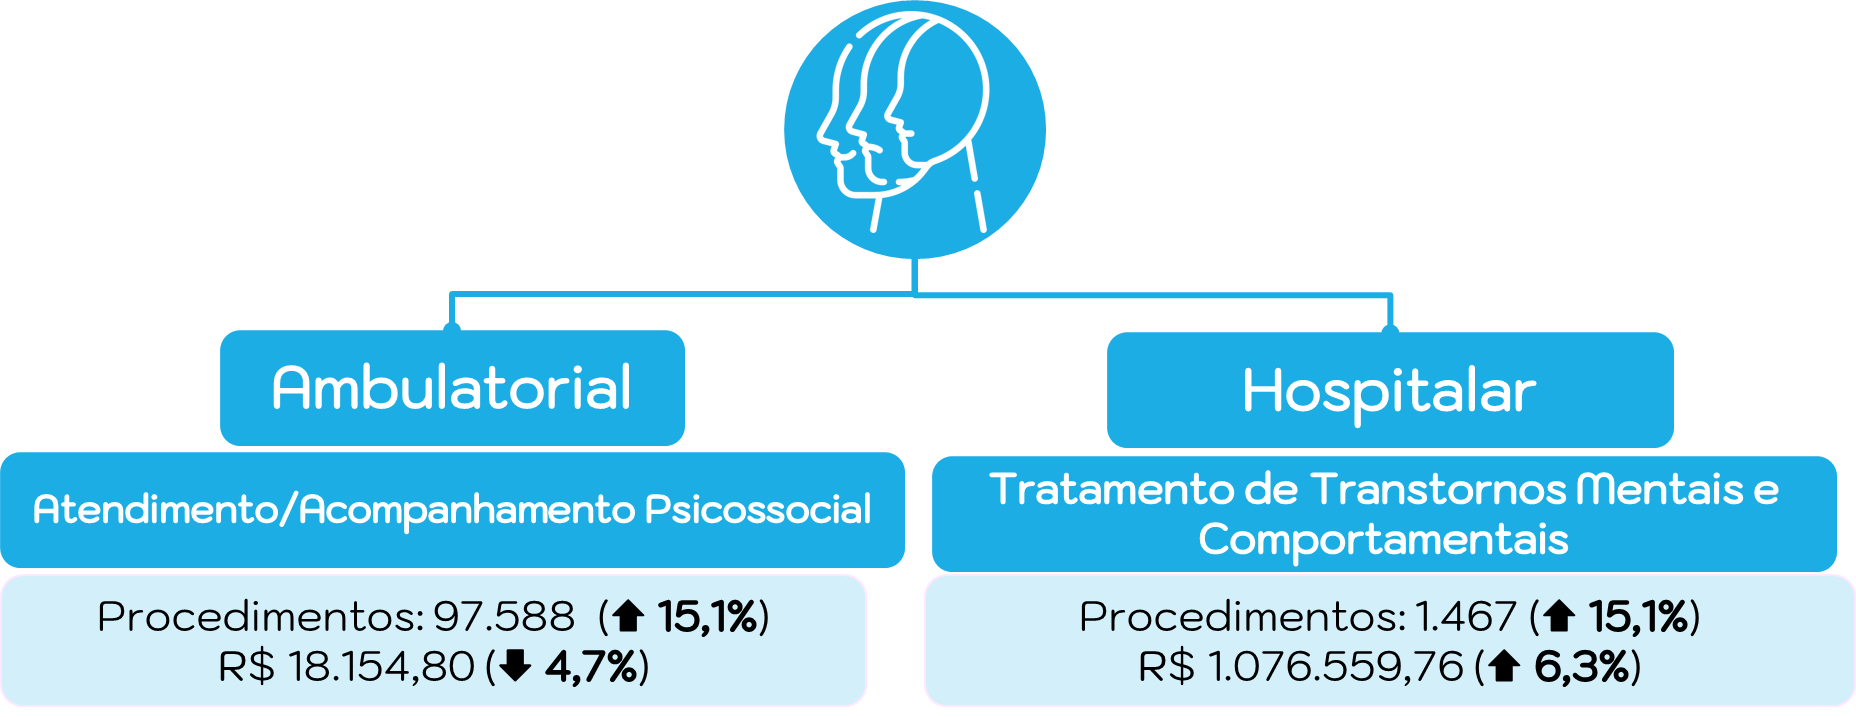 Ambulatorial
Atendimento/Acompanhamento Psicossocial
Procedimentos: 97.588 (⬆ 15,1%)
R$ 18.154,80 (⬇ 4,7%)
Hospitalar
Tratamento de Transtornos Mentais e
Comportamentais
Procedimentos: 1.467 (⬆ 15,1%)
R$ 1.076.559,76 (⬆ 6,3%)